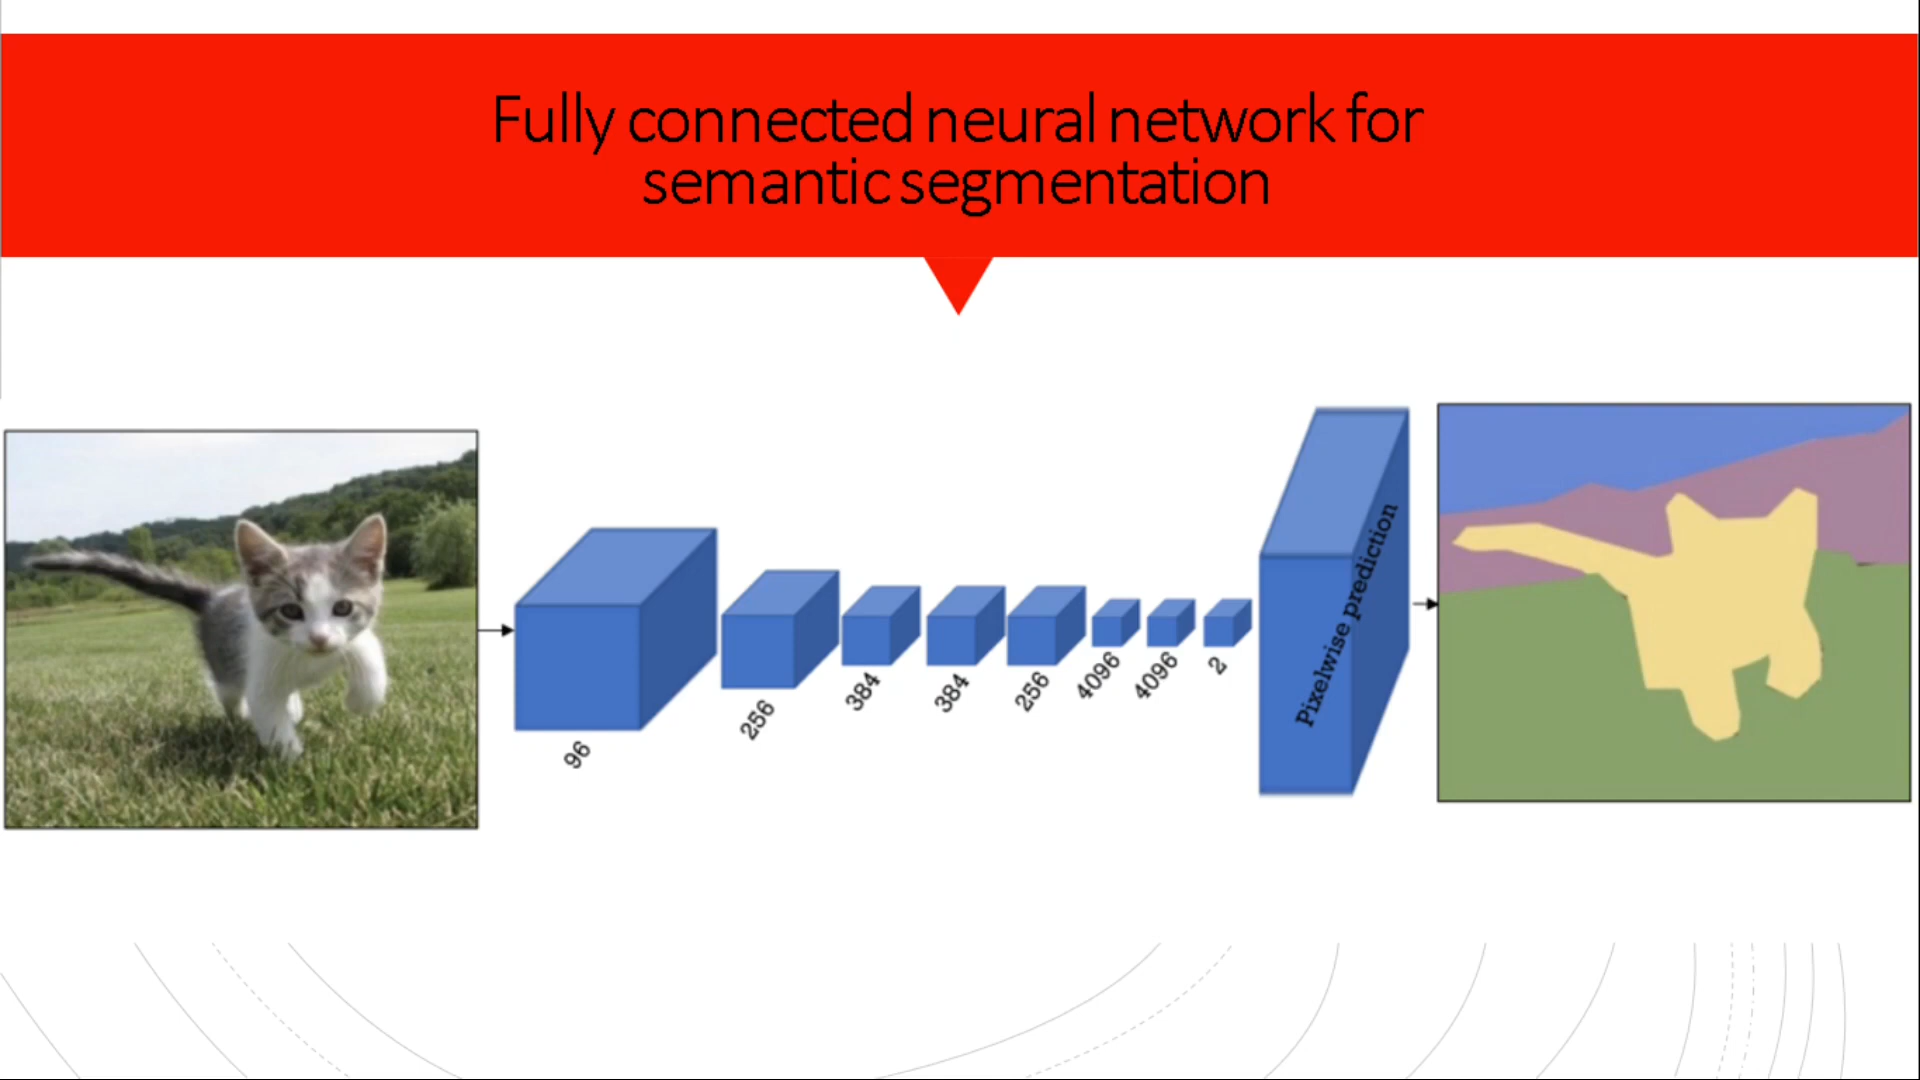 Fully connected neural network for
semantic segmentation
96
256
384
384
256
4096
4096
2
Pixelwise prediction